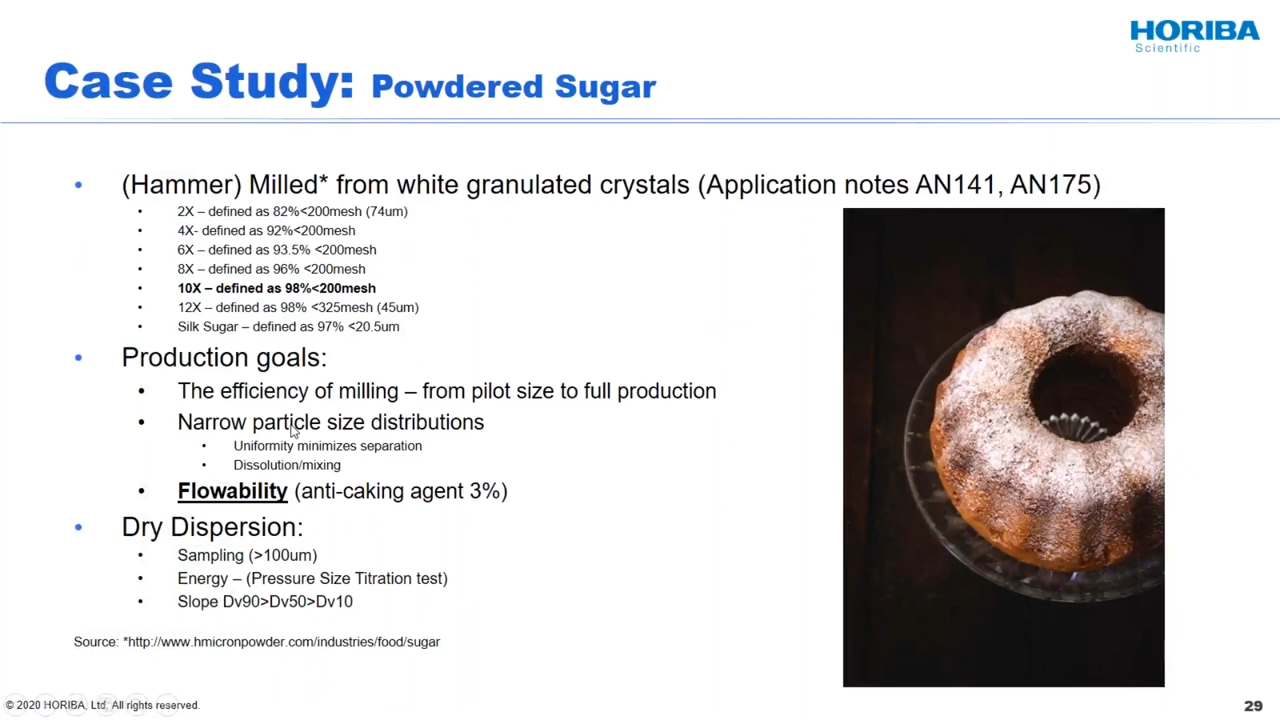 HORIBA
Scientific
Case Study: Powdered Sugar
• (Hammer) Milled* from white granulated crystals (Application notes AN141, AN175)
• 2X – defined as 82%<200mesh (74um)
• 4X- defined as 92%<200mesh
• 6X – defined as 93.5% <200mesh
• 8X – defined as 96% <200mesh
• 10X – defined as 98%<200mesh
• 12X – defined as 98% <325mesh (45um)
• Silk Sugar – defined as 97% <20.5um
• Production goals:
• The efficiency of milling – from pilot size to full production
• Narrow particle size distributions
• Uniformity minimizes separation
• Dissolution/mixing
• Flowability (anti-caking agent 3%)
• Dry Dispersion:
• Sampling (>100um)
• Energy – (Pressure Size Titration test)
• Slope Dv90>Dv50>Dv10
Source: *http://www.hmicronpowder.com/industries/food/sugar
© 2020 HORIBA, Ltd. All rights reserved.
29